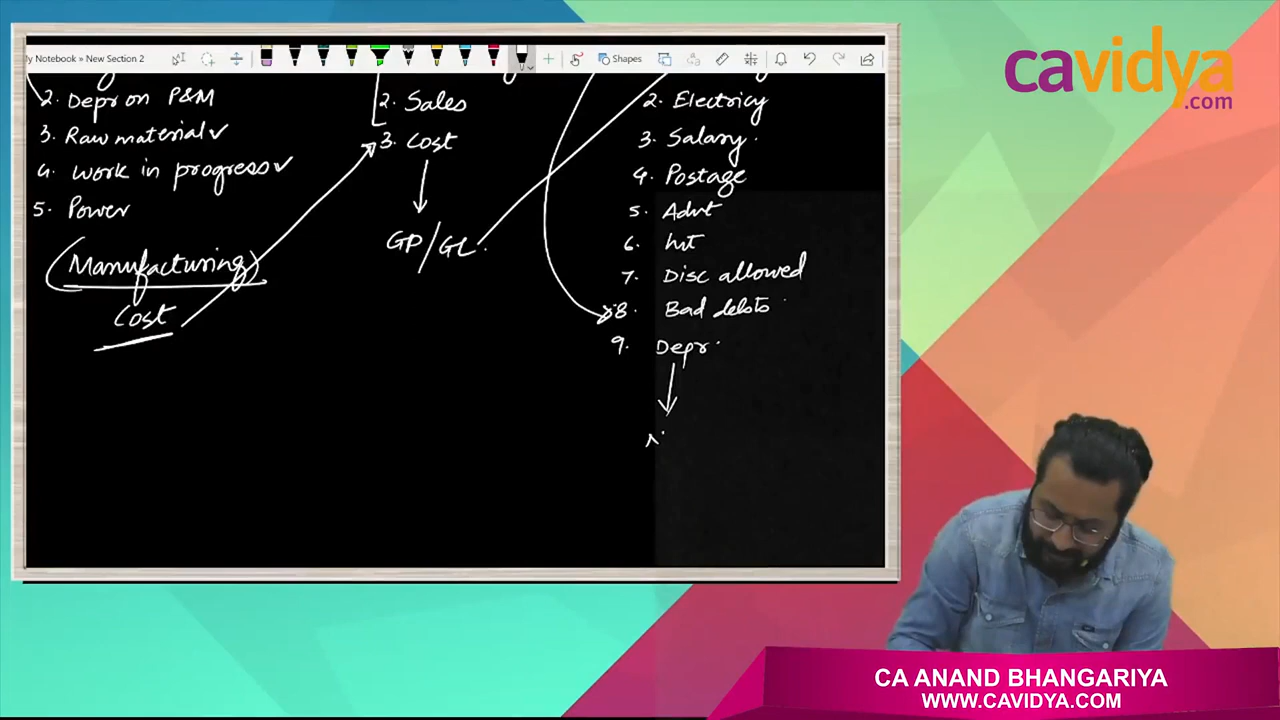 y Notebook » New Section 2
Shapes
2. Depr on P&M
3. Raw material ✓
4. Work in progress ✓
5. Power
Manufacturing
Cost
2. Sales
3. Cost
GP/GL
2. Electricy
3. Salary
4. Postage
5. Advt
6. Int
7. Disc allowed
8. Bad debts
9. Depr
cavidya
.com
CA ANAND BHANGARIYA
WWW.CAVIDYA.COM